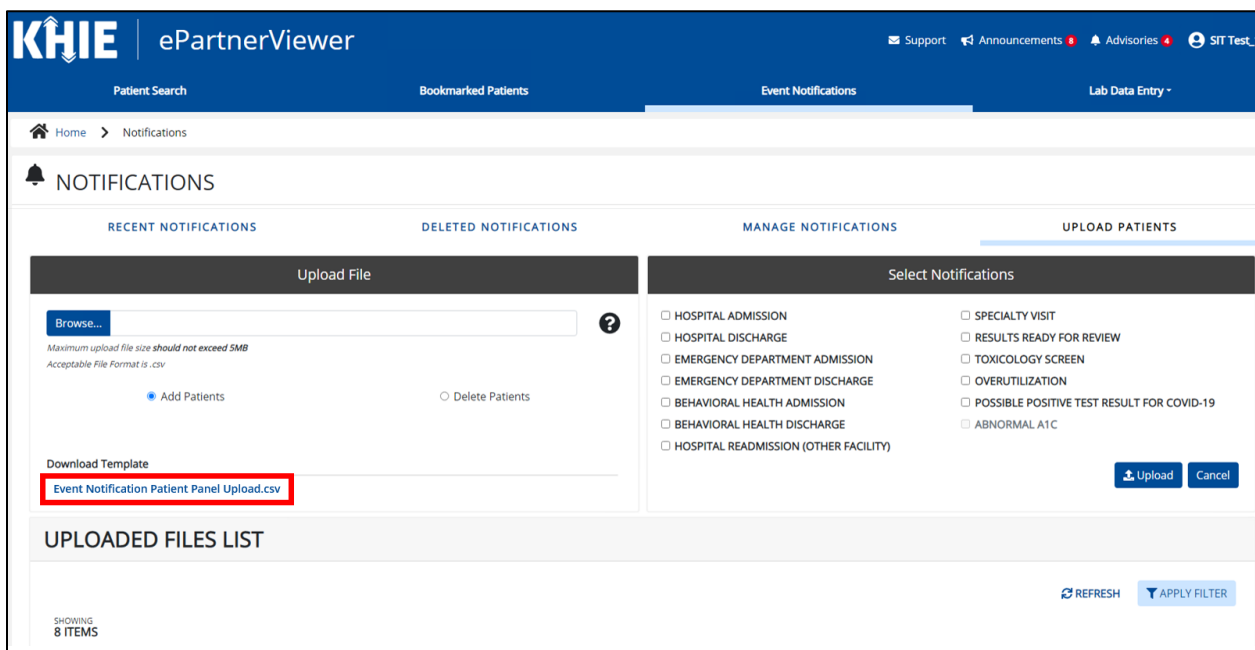 KHIE ePartnerViewer
Support Announcements 8 Advisories 4 SIT Test_
Patient Search Bookmarked Patients Event Notifications Lab Data Entry
Home > Notifications
NOTIFICATIONS
RECENT NOTIFICATIONS DELETED NOTIFICATIONS MANAGE NOTIFICATIONS UPLOAD PATIENTS
Upload File
Browse...
?
Maximum upload file size should not exceed 5MB
Acceptable File Format is .csv
Add Patients Delete Patients
Download Template
Event Notification Patient Panel Upload.csv
Select Notifications
HOSPITAL ADMISSION
HOSPITAL DISCHARGE
EMERGENCY DEPARTMENT ADMISSION
EMERGENCY DEPARTMENT DISCHARGE
BEHAVIORAL HEALTH ADMISSION
BEHAVIORAL HEALTH DISCHARGE
HOSPITAL READMISSION (OTHER FACILITY)
SPECIALTY VISIT
RESULTS READY FOR REVIEW
TOXICOLOGY SCREEN
OVERUTILIZATION
POSSIBLE POSITIVE TEST RESULT FOR COVID-19
ABNORMAL A1C
Upload Cancel
UPLOADED FILES LIST
REFRESH APPLY FILTER
SHOWING
8 ITEMS